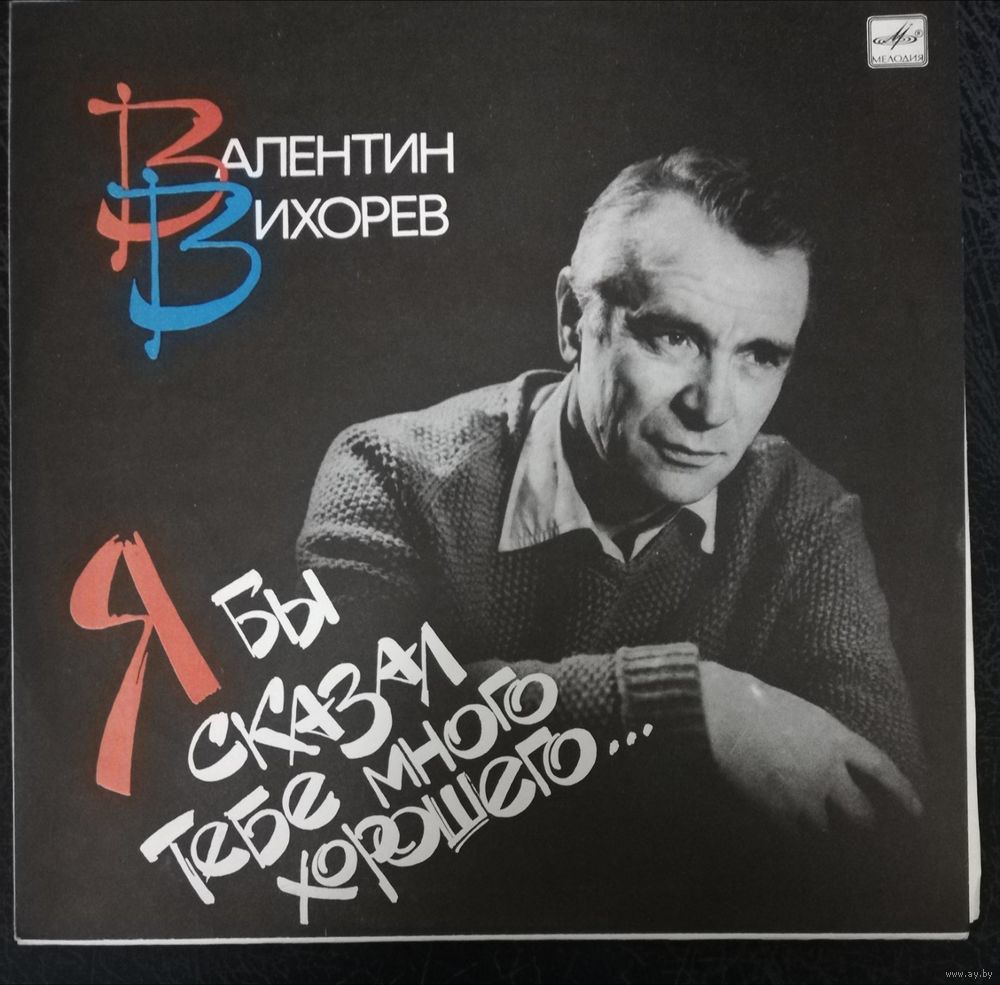 МЕЛОДИЯ
ВАЛЕНТИН
ВИХОРЕВ
Я БЫ
СКАЗАЛ
ТЕБЕ МНОГО
ХОРОШЕГО...
www.ay.by